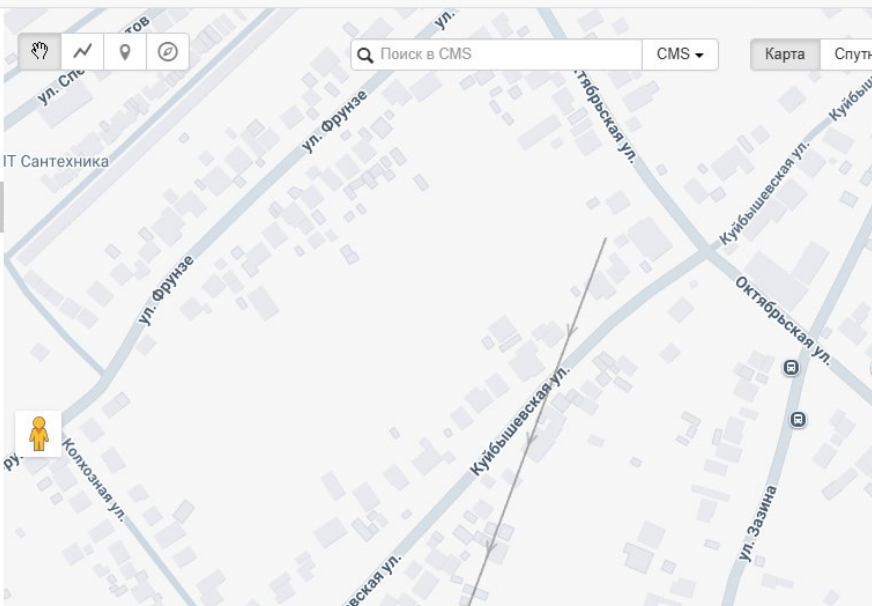 ул.
Поиск в CMS
CMS
Карта
ул. Фрунзе
IT Сантехника
Куйбышевская ул.
ул. Фрунзе
Октябрьская ул.
Куйбышевская ул.
Колхозная ул.
ул. Зазина